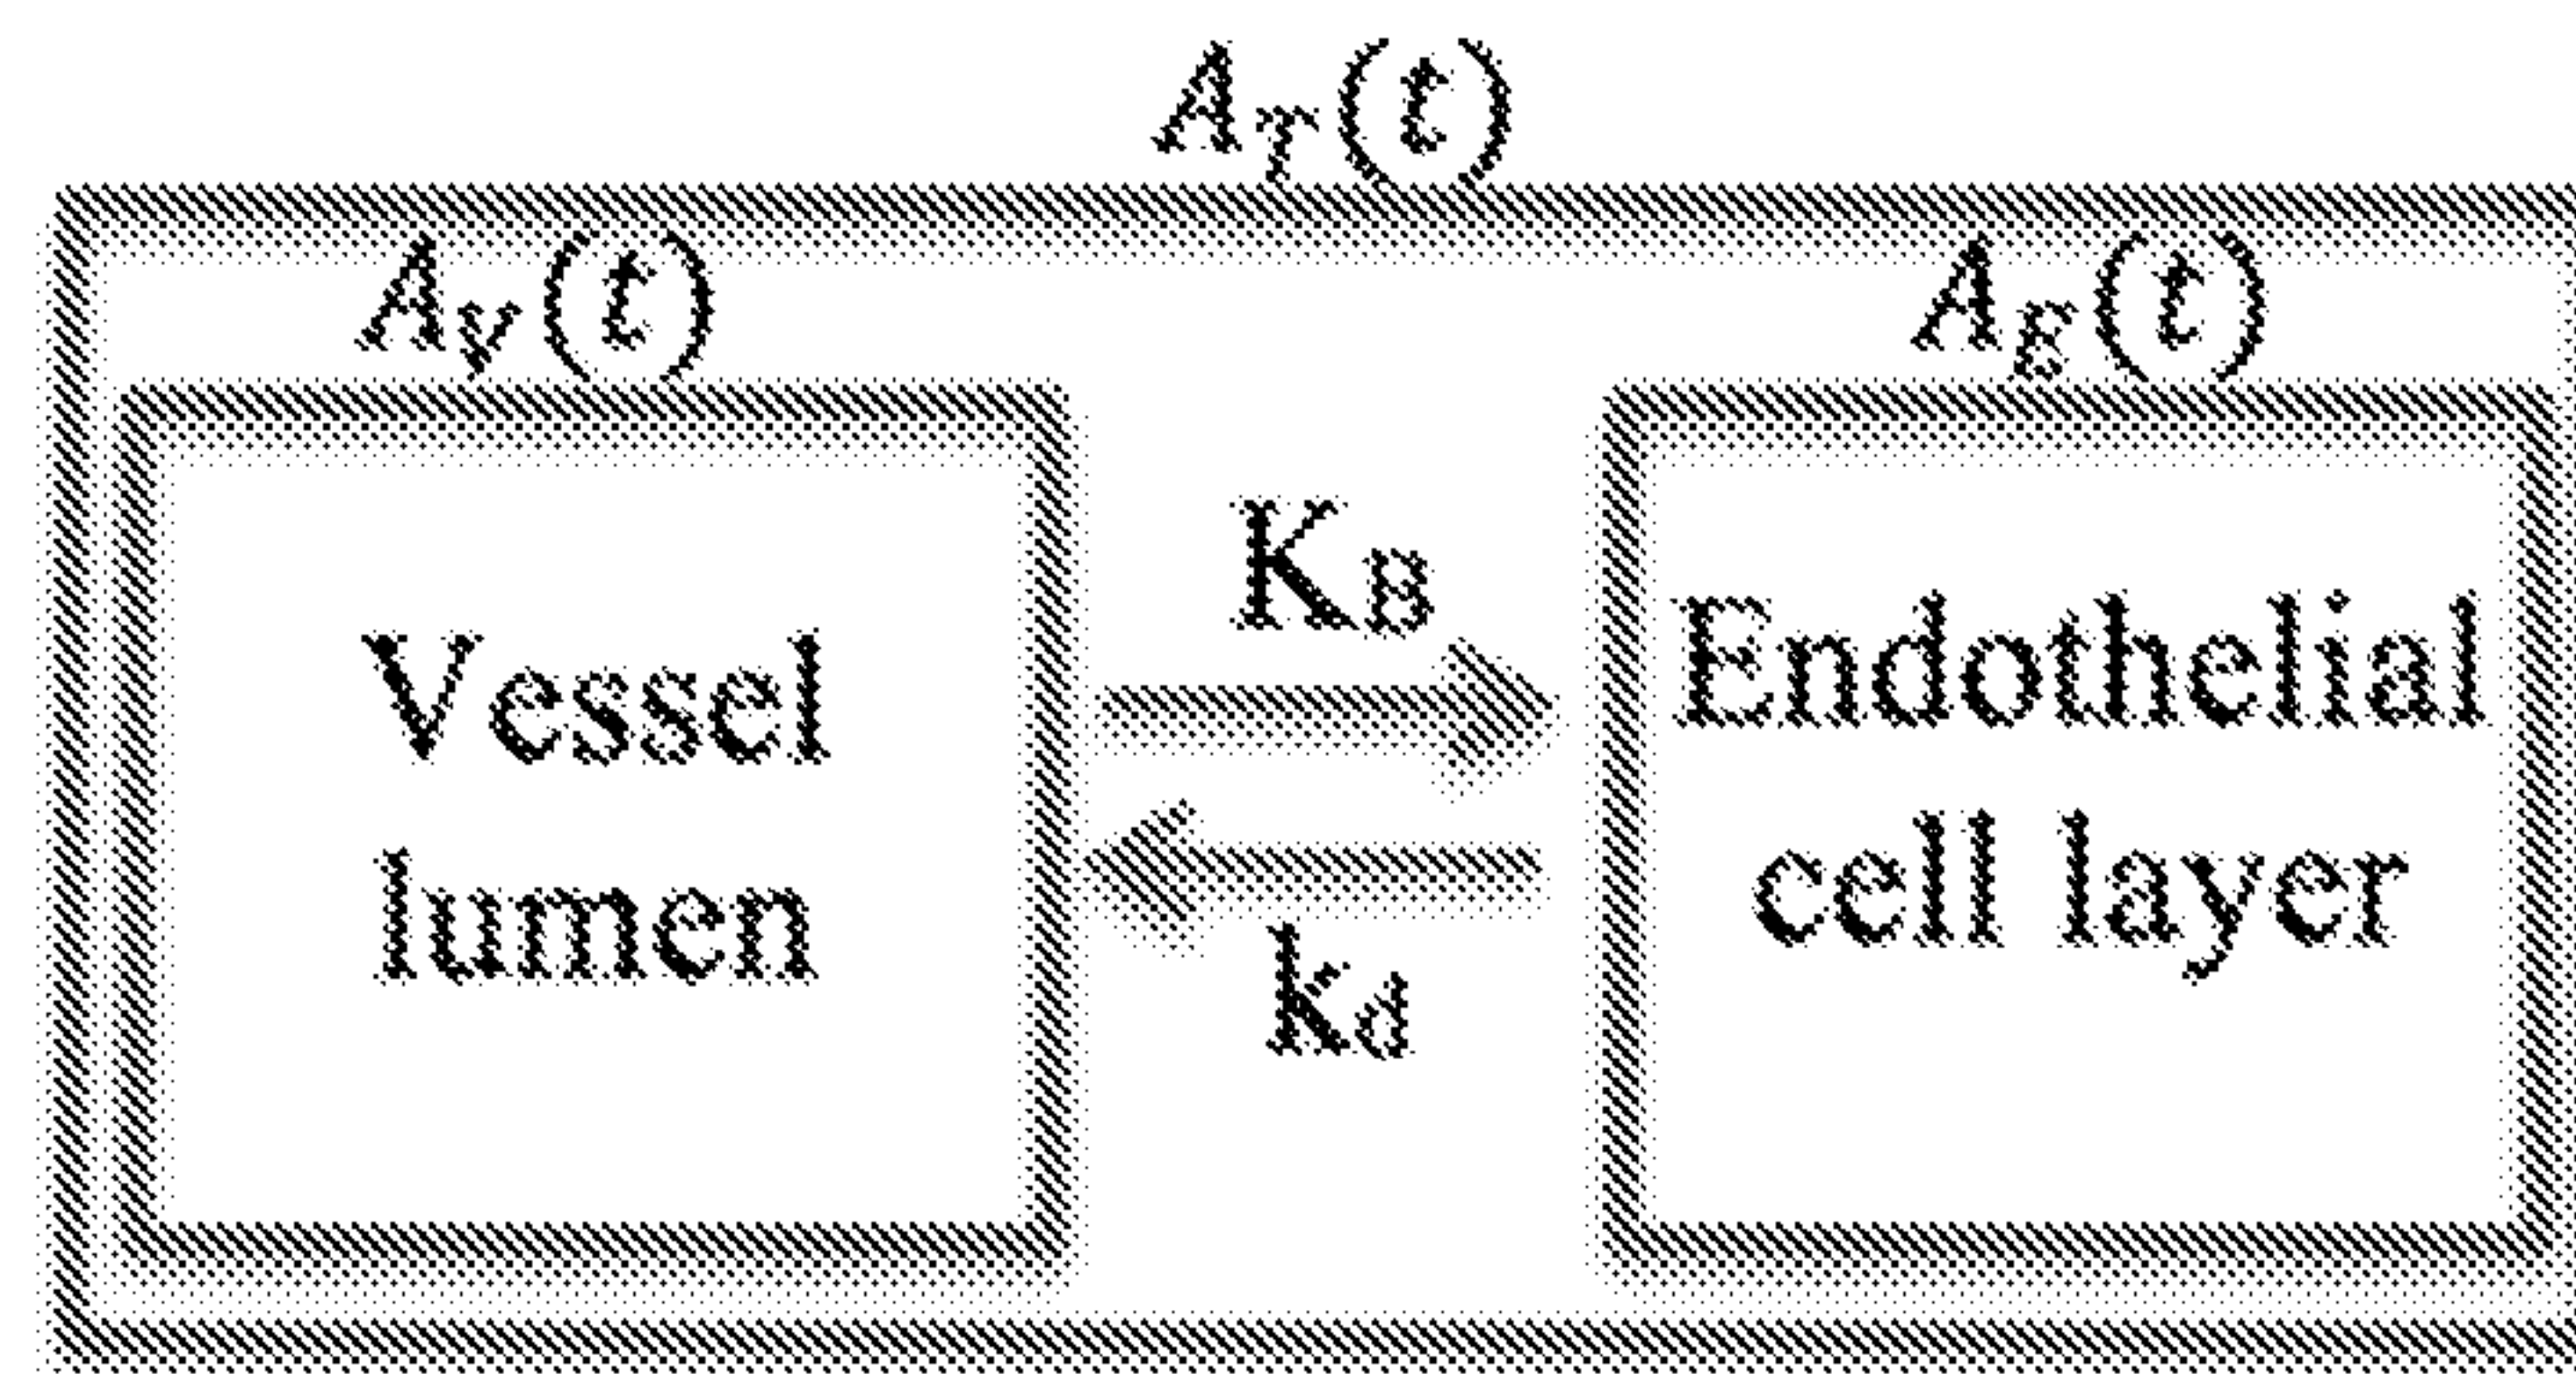 A_T(t)
A_V(t)
A_E(t)
K_B
Vessel
lumen
Endothelial
cell layer
k_d